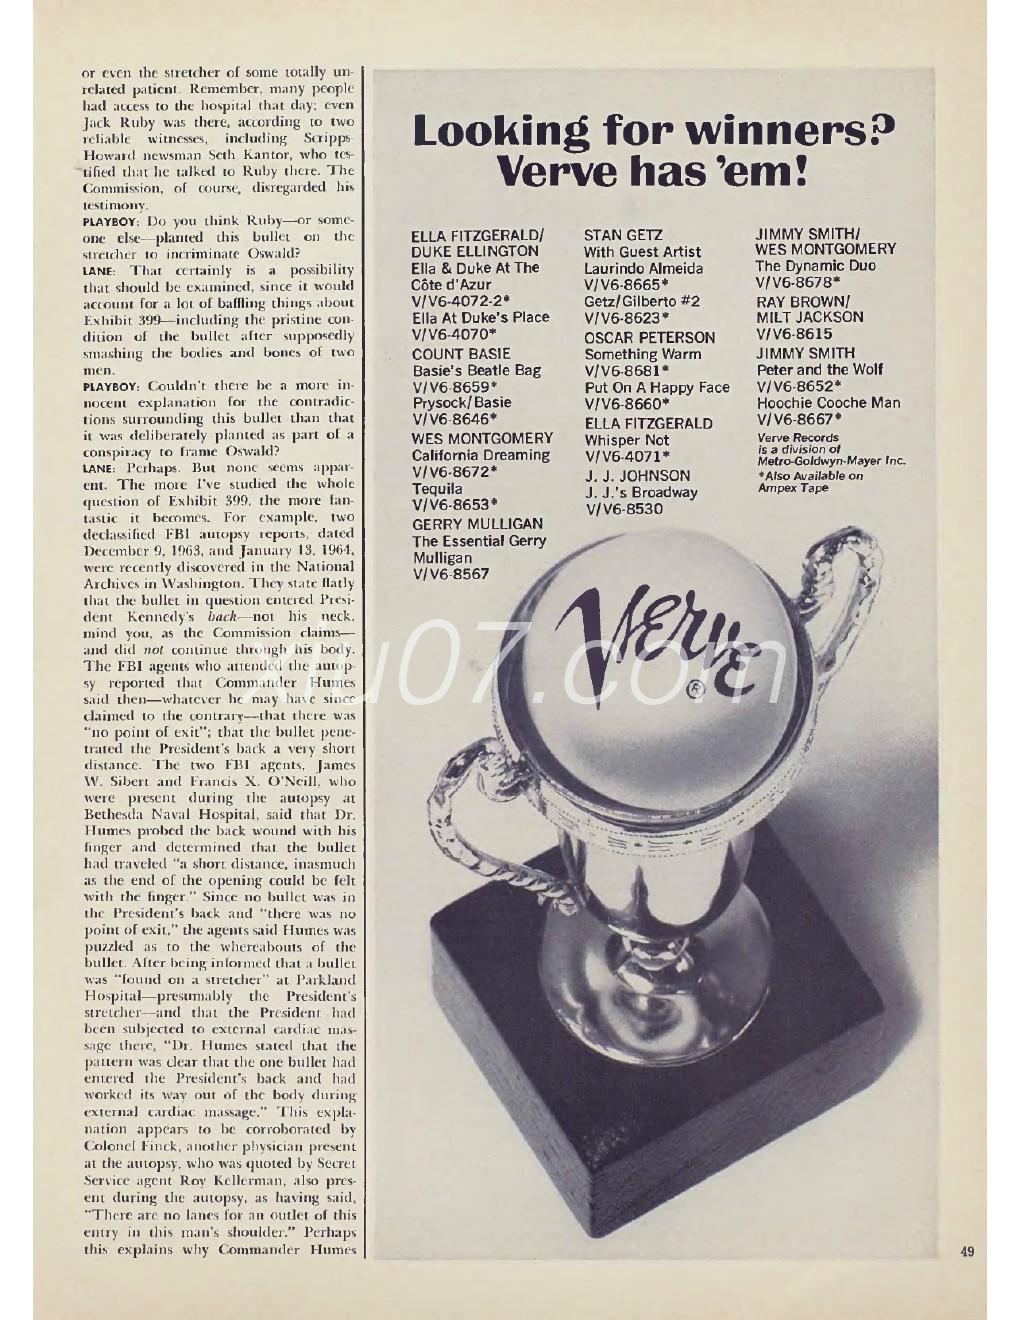 or even the stretcher of some totally un-
related patient. Remember, many people
had access to the hospital that day; even
Jack Ruby was there, according to two
reliable witnesses, including Scripps-
Howard newsman Seth Kantor, who tes-
tified that he talked to Ruby there. The
Commission, of course, disregarded his
testimony.
PLAYBOY: Do you think Ruby—or some-
one else—planted this bullet on the
stretcher to incriminate Oswald?
LANE: That certainly is a possibility
that should be examined, since it would
account for a lot of baffling things about
Exhibit 399—including the pristine con-
dition of the bullet after supposedly
smashing the bodies and bones of two
men.
PLAYBOY: Couldn't there be a more in-
nocent explanation for the contradic-
tions surrounding this bullet than that
it was deliberately planted as part of a
conspiracy to frame Oswald?
LANE: Perhaps. But none seems appar-
ent. The more I've studied the whole
question of Exhibit 399, the more fan-
tastic it becomes. For example, two
declassified FBI autopsy reports, dated
December 9, 1963, and January 13, 1964,
were recently discovered in the National
Archives in Washington. They state flatly
that the bullet in question entered Presi-
dent Kennedy's back—not his neck,
mind you, as the Commission claims—
and did not continue through his body.
The FBI agents who attended the autop-
sy reported that Commander Humes
said then—whatever he may have since
claimed to the contrary—that there was
"no point of exit"; that the bullet pene-
trated the President's back a very short
distance. The two FBI agents, James
W. Sibert and Francis X. O'Neill, who
were present during the autopsy at
Bethesda Naval Hospital, said that Dr.
Humes probed the back wound with his
finger and determined that the bullet
had traveled "a short distance, inasmuch
as the end of the opening could be felt
with the finger." Since no bullet was in
the President's back and "there was no
point of exit," the agents said Humes was
puzzled as to the whereabouts of the
bullet. After being informed that a bullet
was "found on a stretcher" at Parkland
Hospital—presumably the President's
stretcher—and that the President had
been subjected to external cardiac mas-
sage there, "Dr. Humes stated that the
pattern was clear that the one bullet had
entered the President's back and had
worked its way out of the body during
external cardiac massage." This expla-
nation appears to be corroborated by
Colonel Finck, another physician present
at the autopsy, who was quoted by Secret
Service agent Roy Kellerman, also pres-
ent during the autopsy, as having said,
"There are no lanes for an outlet of this
entry in this man's shoulder." Perhaps
this explains why Commander Humes
Looking for winners?
Verve has 'em!
ELLA FITZGERALD/
DUKE ELLINGTON
Ella & Duke At The
Côte d'Azur
V/V6-4072-2*
Ella At Duke's Place
V/V6-4070*
COUNT BASIE
Basie's Beatle Bag
V/V6-8659*
Prysock/Basie
V/V6-8646*
WES MONTGOMERY
California Dreaming
V/V6-8672*
Tequila
V/V6-8653*
GERRY MULLIGAN
The Essential Gerry
Mulligan
V/V6-8567
STAN GETZ
With Guest Artist
Laurindo Almeida
V/V6-8665*
Getz/Gilberto #2
V/V6-8623*
OSCAR PETERSON
Something Warm
V/V6-8681*
Put On A Happy Face
V/V6-8660*
ELLA FITZGERALD
Whisper Not
V/V6-4071*
J. J. JOHNSON
J. J.'s Broadway
V/V6-8530
JIMMY SMITH/
WES MONTGOMERY
The Dynamic Duo
V/V6-8678*
RAY BROWN/
MILT JACKSON
V/V6-8615
JIMMY SMITH
Peter and the Wolf
V/V6-8652*
Hoochie Cooche Man
V/V6-8667*
Verve Records
is a division of
Metro-Goldwyn-Mayer Inc.
*Also Available on
Ampex Tape
VERVE
®
xlu07.com
49